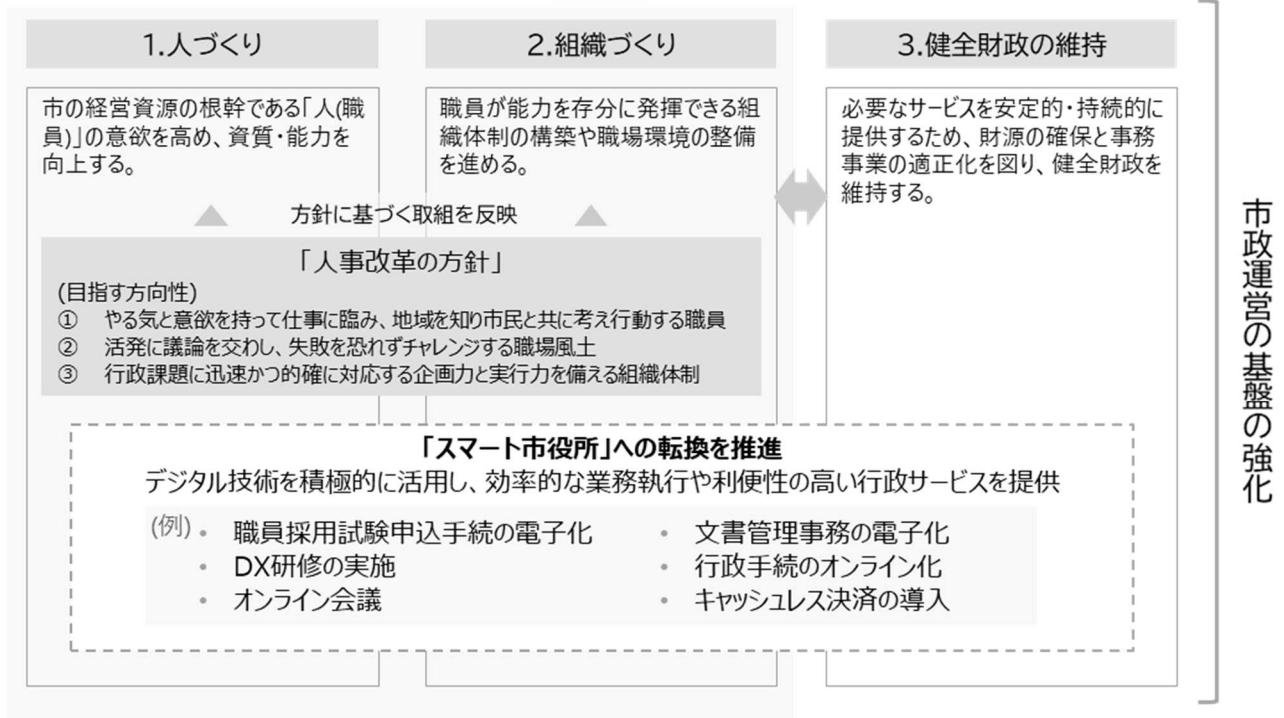 1.人づくり
市の経営資源の根幹である「人(職
員)」の意欲を高め、資質・能力を
向上する。
2.組織づくり
職員が能力を存分に発揮できる組
織体制の構築や職場環境の整備
を進める。
3.健全財政の維持
必要なサービスを安定的・持続的に
提供するため、財源の確保と事務
事業の適正化を図り、健全財政を
維持する。
方針に基づく取組を反映
「人事改革の方針」
(目指す方向性)
① やる気と意欲を持って仕事に臨み、地域を知り市民と共に考え行動する職員
② 活発に議論を交わし、失敗を恐れずチャレンジする職場風土
③ 行政課題に迅速かつ的確に対応する企画力と実行力を備える組織体制
「スマート市役所」への転換を推進
デジタル技術を積極的に活用し、効率的な業務執行や利便性の高い行政サービスを提供
(例)
• 職員採用試験申込手続の電子化
• DX研修の実施
• オンライン会議
• 文書管理事務の電子化
• 行政手続のオンライン化
• キャッシュレス決済の導入
市政運営の基盤の強化